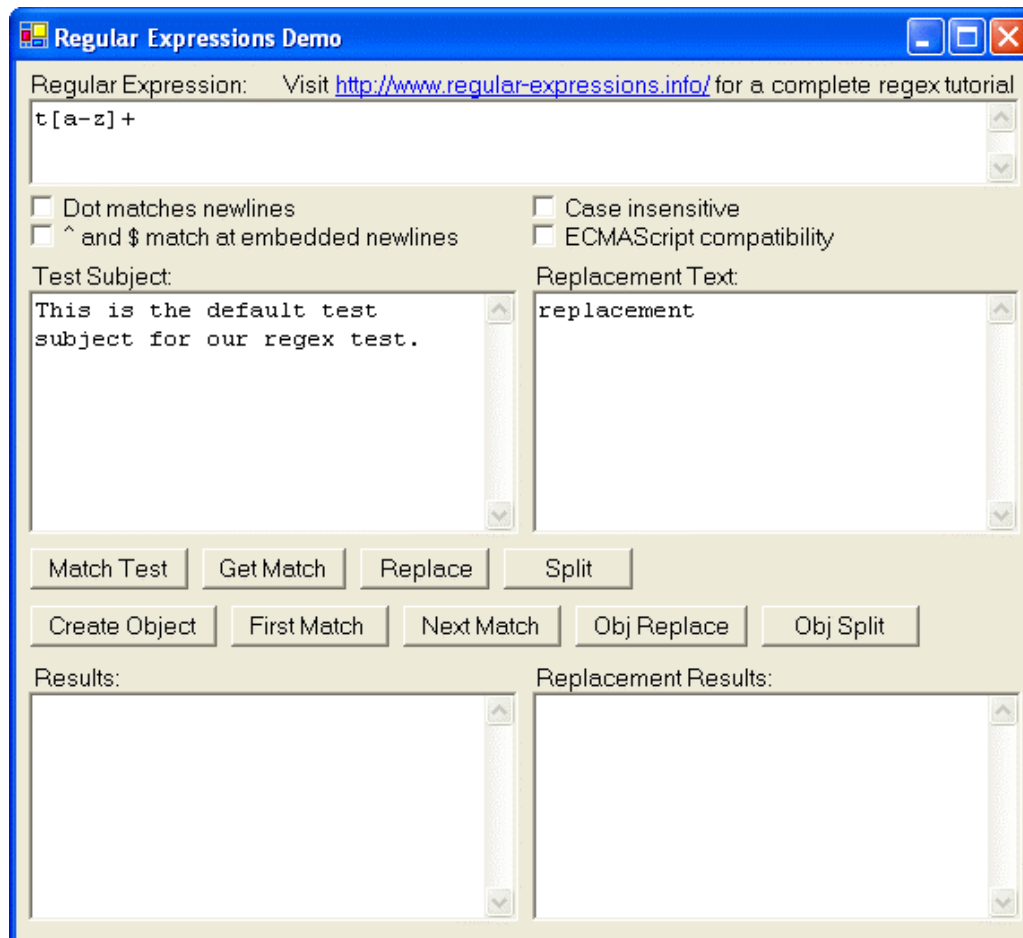 Regular Expressions Demo
Regular Expression: Visit http://www.regular-expressions.info/ for a complete regex tutorial
t[a-z]+
Dot matches newlines
Case insensitive
^ and $ match at embedded newlines
ECMAScript compatibility
Test Subject:
Replacement Text:
This is the default test
subject for our regex test.
replacement
Match Test
Get Match
Replace
Split
Create Object
First Match
Next Match
Obj Replace
Obj Split
Results:
Replacement Results: